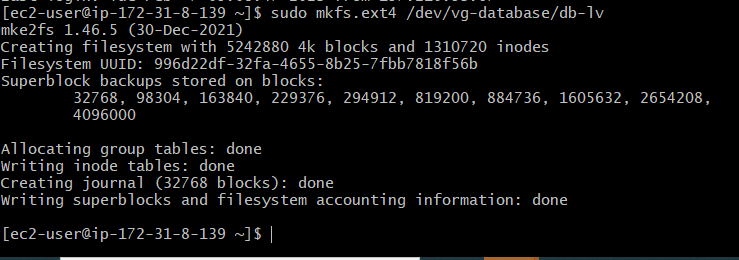 [ec2-user@ip-172-31-8-139 ~]$ sudo mkfs.ext4 /dev/vg-database/db-lv
mke2fs 1.46.5 (30-Dec-2021)
Creating filesystem with 5242880 4k blocks and 1310720 inodes
Filesystem UUID: 996d22df-32fa-4655-8b25-7fbb7818f56b
Superblock backups stored on blocks:
32768, 98304, 163840, 229376, 294912, 819200, 884736, 1605632, 2654208,
4096000
Allocating group tables: done
Writing inode tables: done
Creating journal (32768 blocks): done
Writing superblocks and filesystem accounting information: done
[ec2-user@ip-172-31-8-139 ~]$